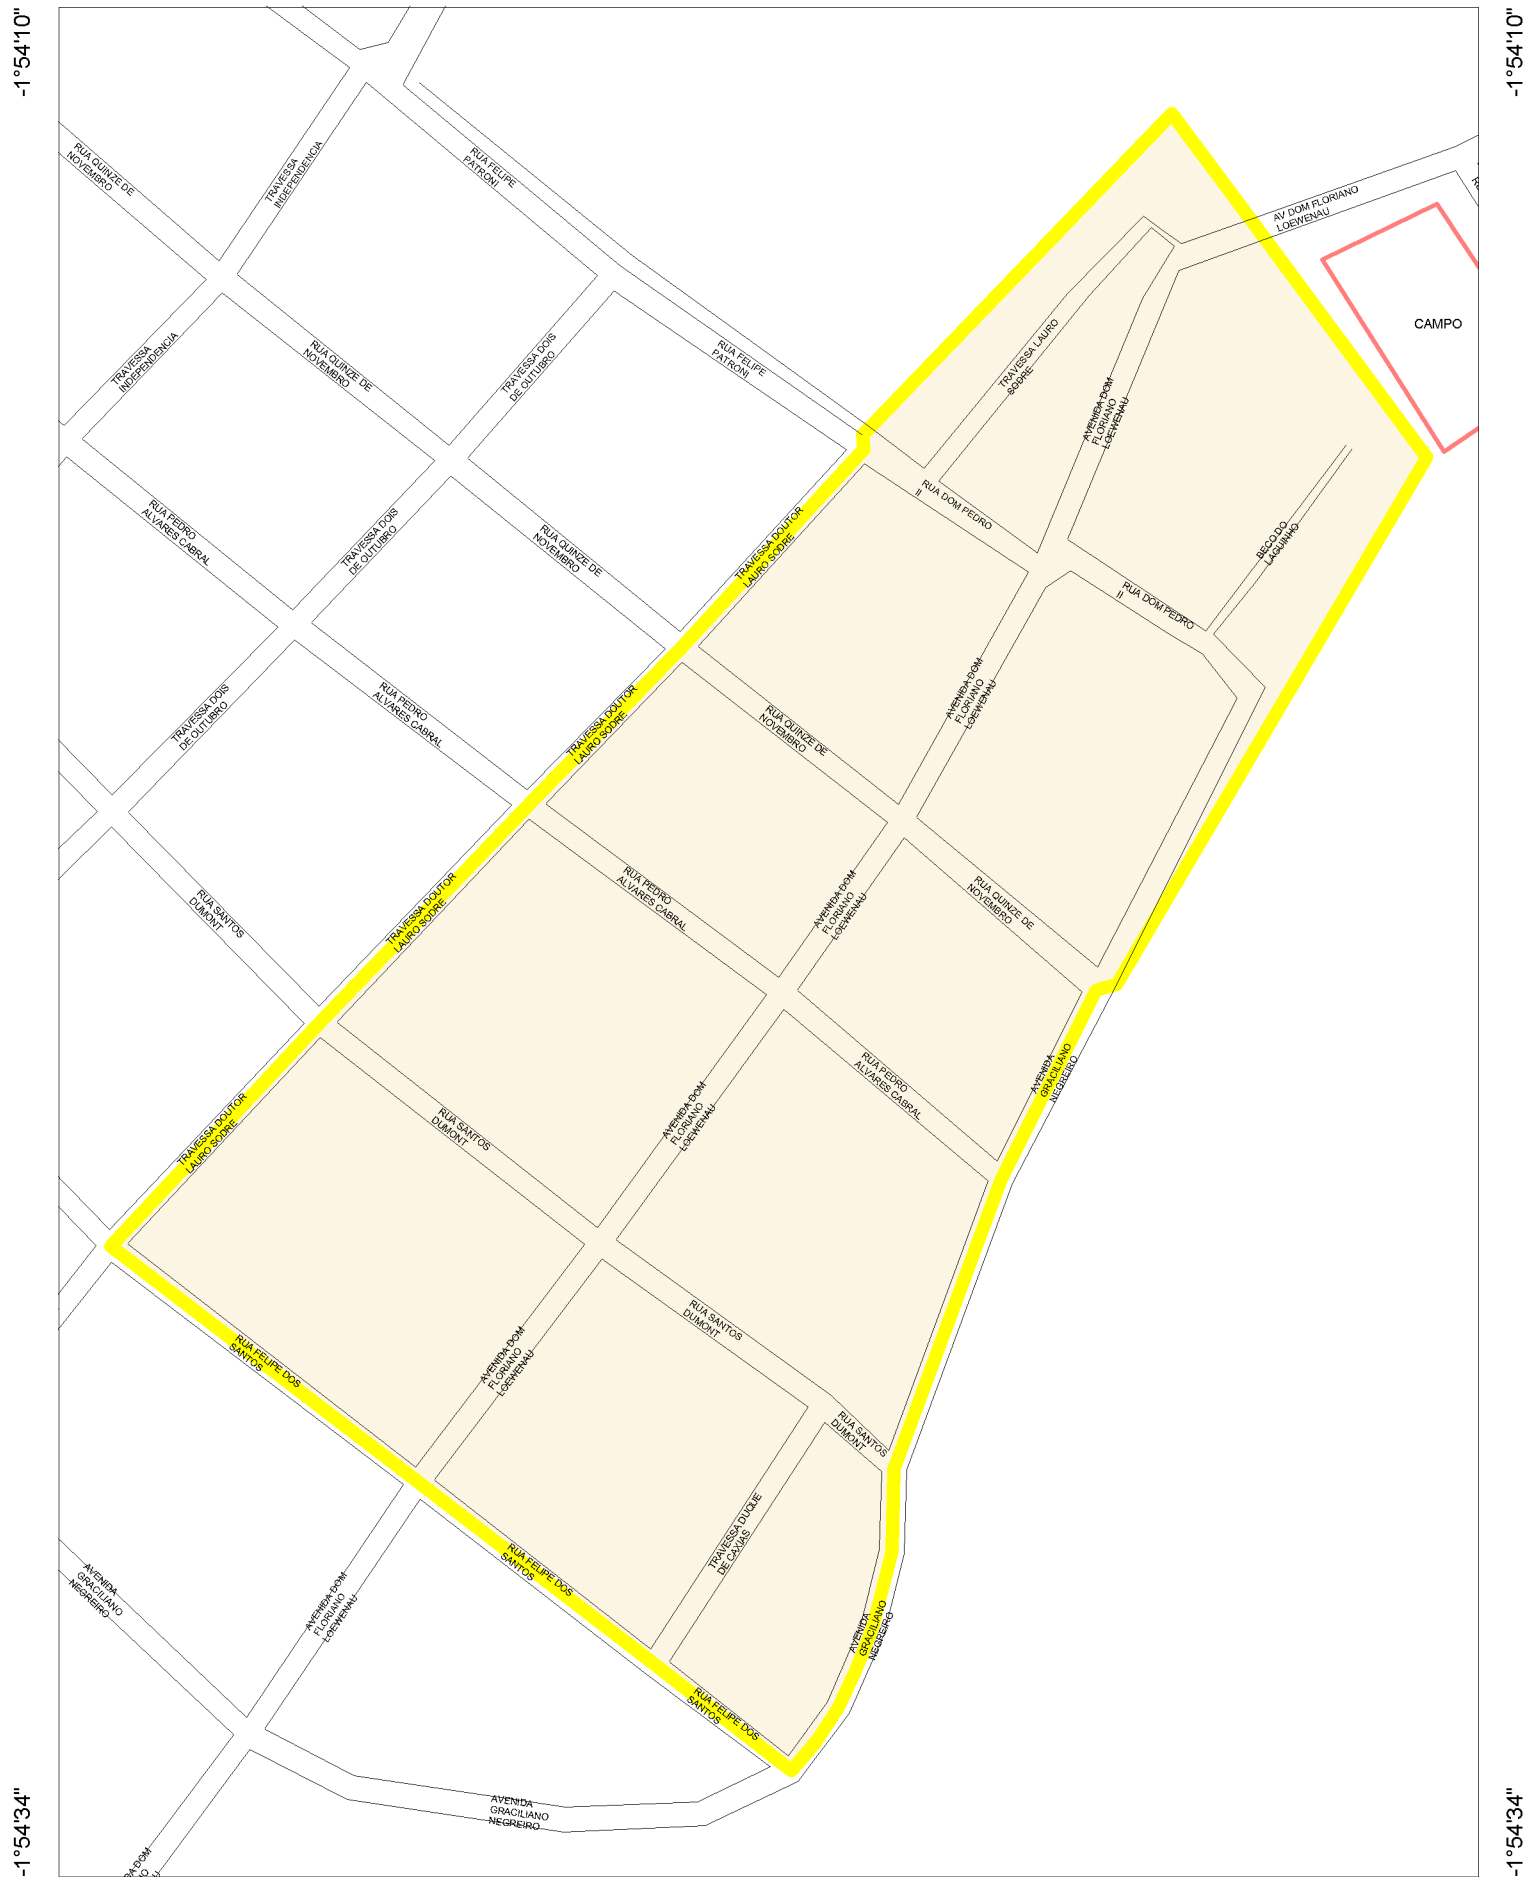 -1°54'10"
-1°54'10"
RUA QUINZE DE
NOVEMBRO
TRAVESSA
INDEPENDENCIA
RUA FELIPE
PATRONI
AV DOM FLORIANO
LOEWENAU
CAMPO
TRAVESSA
INDEPENDENCIA
RUA QUINZE DE
NOVEMBRO
TRAVESSA DOIS
DE OUTUBRO
RUA FELIPE
PATRONI
TRAVESSA LAURO
SODRE
AVENIDA DOM
FLORIANO
LOEWENAU
RUA PEDRO
ALVARES CABRAL
TRAVESSA DOIS
DE OUTUBRO
RUA QUINZE DE
NOVEMBRO
TRAVESSA DOUTOR
LAURO SODRE
RUA DOM PEDRO
II
BECO DO
LAGUINHO
RUA DOM PEDRO
II
TRAVESSA DOIS
DE OUTUBRO
RUA PEDRO
ALVARES CABRAL
TRAVESSA DOUTOR
LAURO SODRE
RUA QUINZE DE
NOVEMBRO
AVENIDA DOM
FLORIANO
LOEWENAU
RUA SANTOS
DUMONT
TRAVESSA DOUTOR
LAURO SODRE
RUA PEDRO
ALVARES CABRAL
AVENIDA DOM
FLORIANO
LOEWENAU
RUA QUINZE DE
NOVEMBRO
TRAVESSA DOUTOR
LAURO SODRE
RUA SANTOS
DUMONT
AVENIDA DOM
FLORIANO
LOEWENAU
RUA PEDRO
ALVARES CABRAL
AVENIDA
GRACILIANO
NEGREIRO
RUA FELIPE DOS
SANTOS
AVENIDA DOM
FLORIANO
LOEWENAU
RUA SANTOS
DUMONT
RUA SANTOS
DUMONT
AVENIDA
GRACILIANO
NEGREIRO
AVENIDA DOM
FLORIANO
LOEWENAU
RUA FELIPE DOS
SANTOS
TRAVESSA DUQUE
DE CAXIAS
AVENIDA
GRACILIANO
NEGREIRO
RUA FELIPE DOS
SANTOS
AVENIDA
GRACILIANO
NEGREIRO
-1°54'34"
-1°54'34"